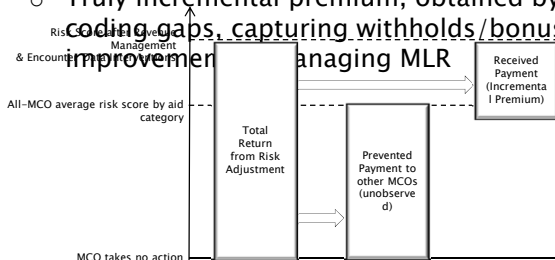 ○ Truly incremental premium, obtained by
coding gaps, capturing withholds/bonus
improvemen anaging MLR
Risk Score after Revenue
Management
& Encounter Data Interventions
All-MCO average risk score by aid
category
MCO takes no action
Total
Return
from Risk
Adjustment
Prevented
Payment to
other MCOs
(unobserve
d)
Received
Payment
(Incrementa
l Premium)